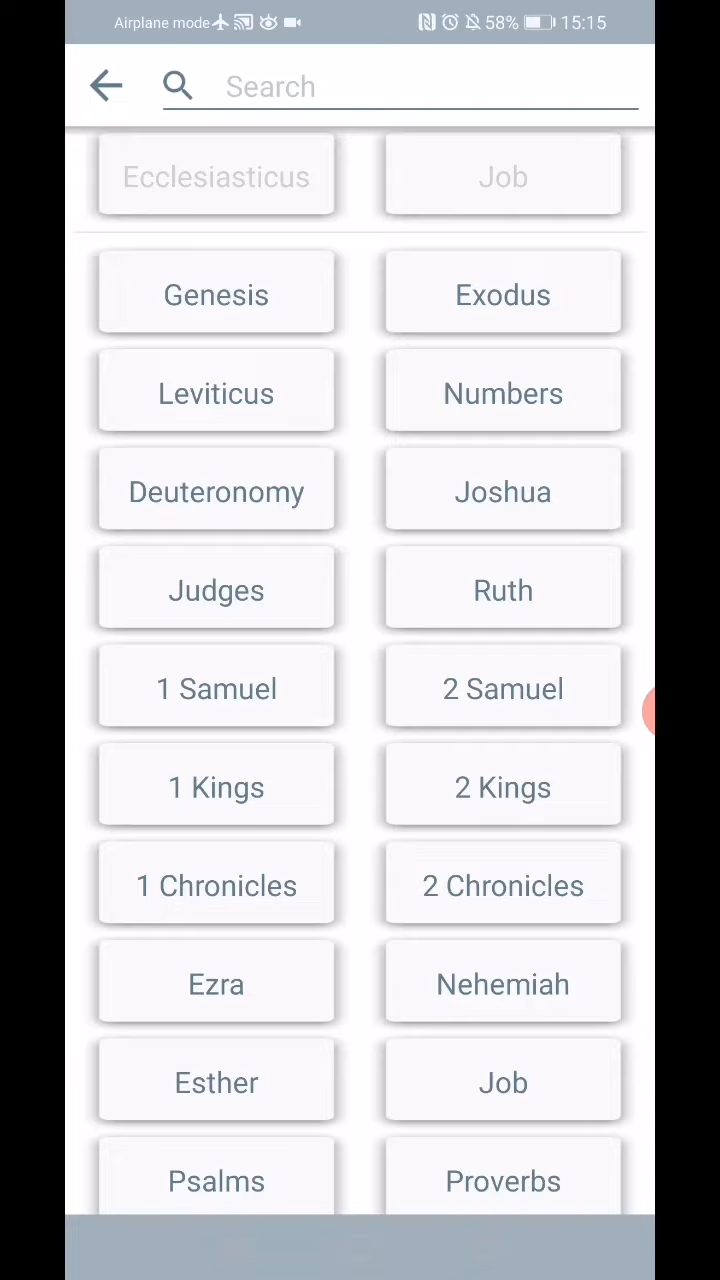 Airplane mode 58% 15:15
Search
Ecclesiasticus Job
Genesis Exodus
Leviticus Numbers
Deuteronomy Joshua
Judges Ruth
1 Samuel 2 Samuel
1 Kings 2 Kings
1 Chronicles 2 Chronicles
Ezra Nehemiah
Esther Job
Psalms Proverbs